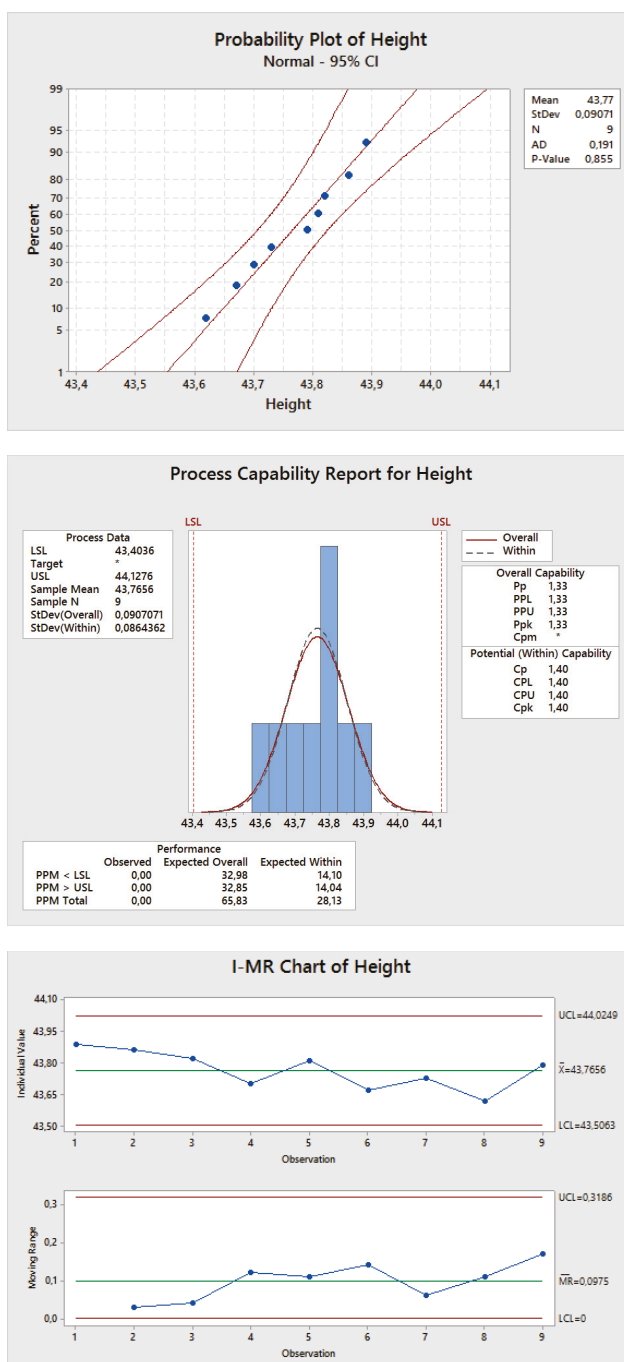 Probability Plot of Height
Normal - 95% CI
Mean 43,77
StDev 0,09071
N 9
AD 0,191
P-Value 0,855
Percent
99
95
90
80
70
60
50
40
30
20
10
5
1
43,4 43,5 43,6 43,7 43,8 43,9 44,0 44,1
Height
Process Capability Report for Height
LSL USL
Process Data
LSL 43,4036
Target *
USL 44,1276
Sample Mean 43,7656
Sample N 9
StDev(Overall) 0,0907071
StDev(Within) 0,0864362
Overall
Within
Overall Capability
Pp 1,33
PPL 1,33
PPU 1,33
Ppk 1,33
Cpm *
Potential (Within) Capability
Cp 1,40
CPL 1,40
CPU 1,40
Cpk 1,40
43,4 43,5 43,6 43,7 43,8 43,9 44,0 44,1
Performance
Observed Expected Overall Expected Within
PPM < LSL 0,00 32,98 14,10
PPM > USL 0,00 32,85 14,04
PPM Total 0,00 65,83 28,13
I-MR Chart of Height
Individual Value
44,10
43,95
43,80
43,65
43,50
UCL=44,0249
X̄=43,7656
LCL=43,5063
1 2 3 4 5 6 7 8 9
Observation
Moving Range
0,3
0,2
0,1
0,0
UCL=0,3186
M̄R̄=0,0975
LCL=0
1 2 3 4 5 6 7 8 9
Observation